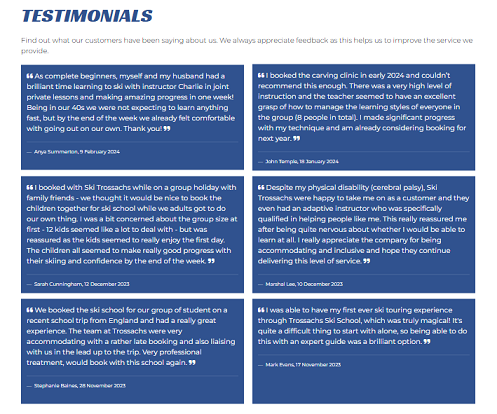 TESTIMONIALS
Find out what our customers have been saying about us. We always appreciate feedback as this helps us to improve the service we
provide.
❝ As complete beginners, myself and my husband had a
brilliant time learning to ski with instructor Charlie in joint
private lessons and making amazing progress in one week!
Being in our 40s we were not expecting to learn anything
fast, but by the end of the week we already felt comfortable
with going out on our own. Thank you! ❞
— Anya Summerton, 9 February 2024
❝ I booked the carving clinic in early 2024 and couldn't
recommend this enough. There was a very high level of
instruction and the teacher seemed to have an excellent
grasp of how to manage the learning styles of everyone in
the group (8 people in total). I made significant progress
with my technique and am already considering booking for
next year. ❞
— John Temple, 18 January 2024
❝ I booked with Ski Trossachs while on a group holiday with
family friends - we thought it would be nice to book the
children together for ski school while we adults got to do
our own thing. I was a bit concerned about the group size at
first - 12 kids seemed like a lot to deal with - but was
reassured as the kids seemed to really enjoy the first day.
The children all seemed to make really good progress with
their skiing and confidence by the end of the week. ❞
— Sarah Cunningham, 12 December 2023
❝ Despite my physical disability (cerebral palsy), Ski
Trossachs were happy to take me on as a customer and they
even had an adaptive instructor who was specifically
qualified in helping people like me. This really reassured me
after being quite nervous about whether I would be able to
learn at all. I really appreciate the company for being
accommodating and inclusive and hope they continue
delivering this level of service. ❞
— Marshal Lee, 10 December 2023
❝ We booked the ski school for our group of student on a
recent school trip from England and had a really great
experience. The team at Trossachs were very
accommodating with a rather late booking and also liaising
with us in the lead up to the trip. Very professional
treatment, would book with this school again. ❞
— Stephanie Baines, 28 November 2023
❝ I was able to have my first ever ski touring experience
through Trossachs Ski School, which was truly magical! It's
quite a difficult thing to start with alone, so being able to do
this with an expert guide was a brilliant option. ❞
— Mark Evans, 17 November 2023